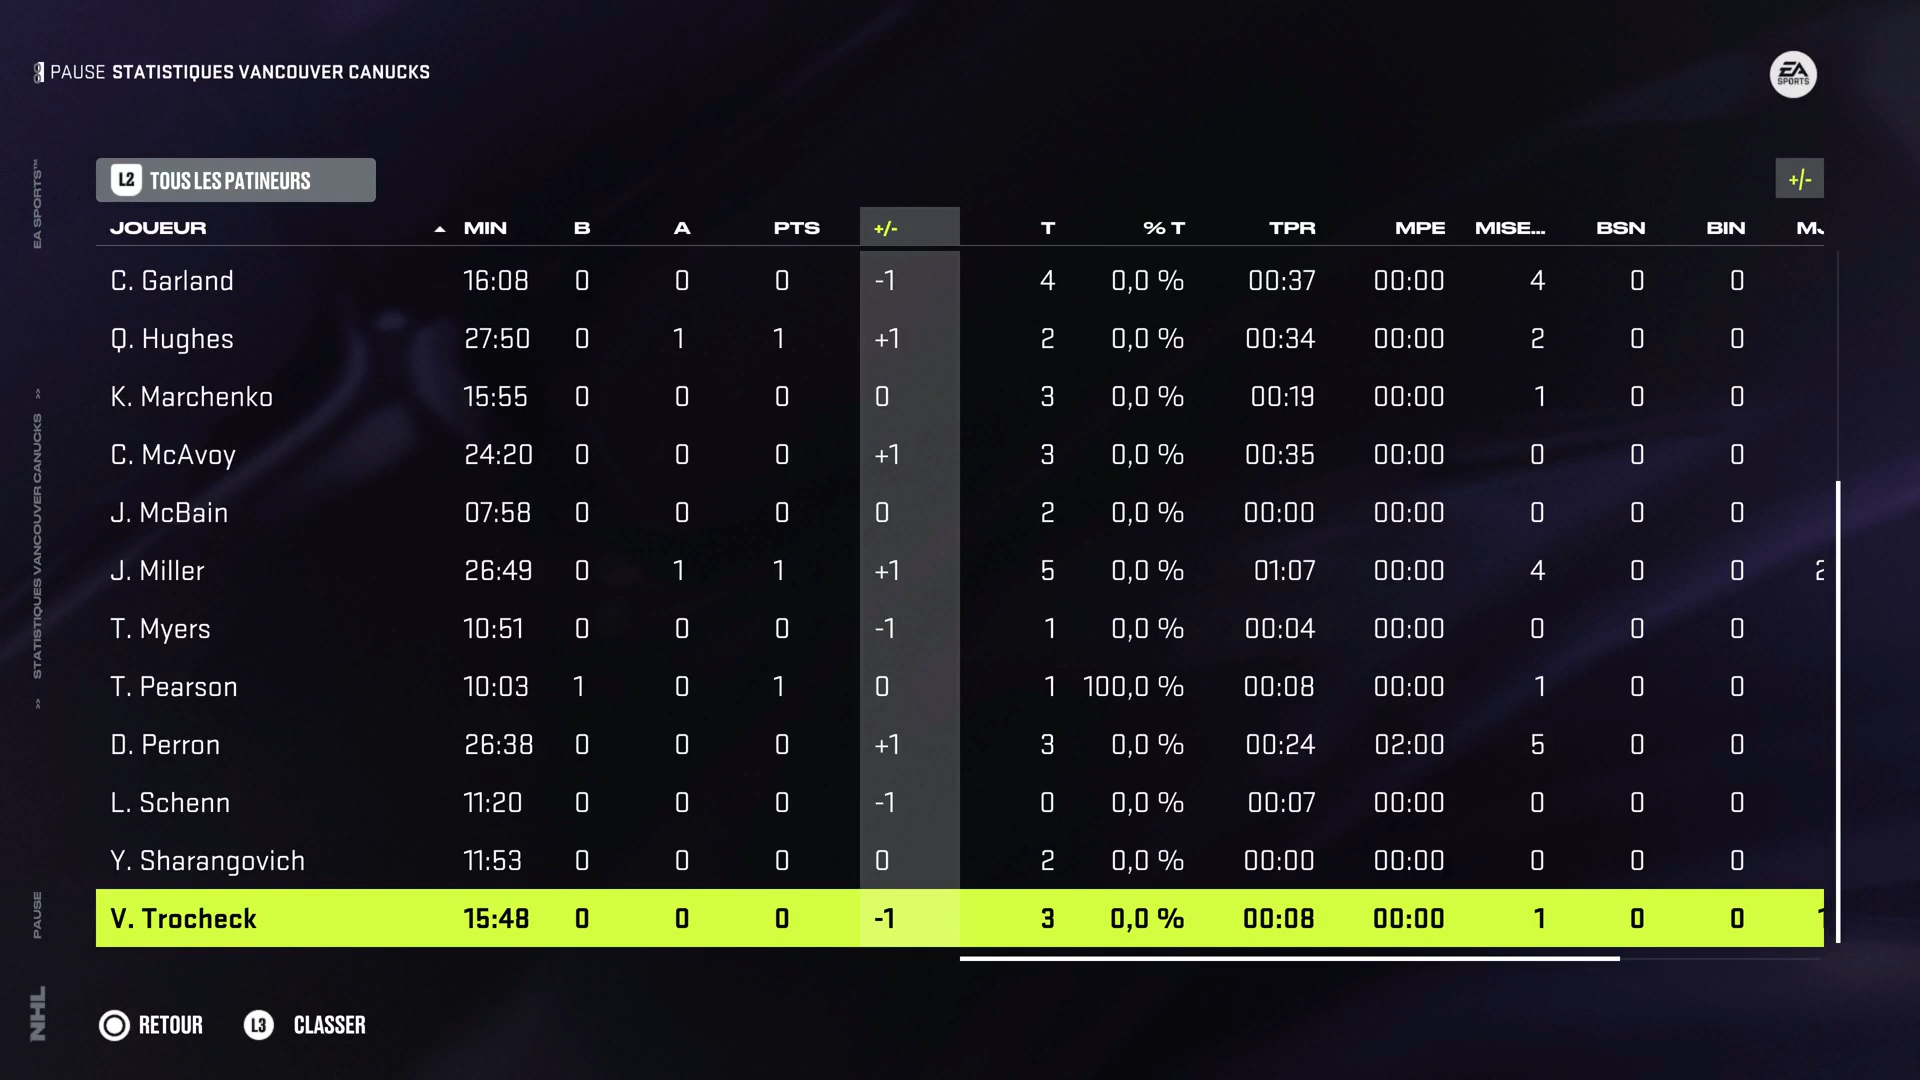 PAUSE STATISTIQUES VANCOUVER CANUCKS
EA SPORTS
L2 TOUS LES PATINEURS
+/-
JOUEUR MIN B A PTS +/- T % T TPR MPE MISE... BSN BIN
C. Garland 16:08 0 0 0 -1 4 0,0 % 00:37 00:00 4 0 0
Q. Hughes 27:50 0 1 1 +1 2 0,0 % 00:34 00:00 2 0 0
K. Marchenko 15:55 0 0 0 0 3 0,0 % 00:19 00:00 1 0 0
C. McAvoy 24:20 0 0 0 +1 3 0,0 % 00:35 00:00 0 0 0
J. McBain 07:58 0 0 0 0 2 0,0 % 00:00 00:00 0 0 0
J. Miller 26:49 0 1 1 +1 5 0,0 % 01:07 00:00 4 0 0
T. Myers 10:51 0 0 0 -1 1 0,0 % 00:04 00:00 0 0 0
T. Pearson 10:03 1 0 1 0 1 100,0 % 00:08 00:00 1 0 0
D. Perron 26:38 0 0 0 +1 3 0,0 % 00:24 02:00 5 0 0
L. Schenn 11:20 0 0 0 -1 0 0,0 % 00:07 00:00 0 0 0
Y. Sharangovich 11:53 0 0 0 0 2 0,0 % 00:00 00:00 0 0 0
V. Trocheck 15:48 0 0 0 -1 3 0,0 % 00:08 00:00 1 0 0
RETOUR L3 CLASSER
NHL PAUSE >> STATISTIQUES VANCOUVER CANUCKS >> EA SPORTS™